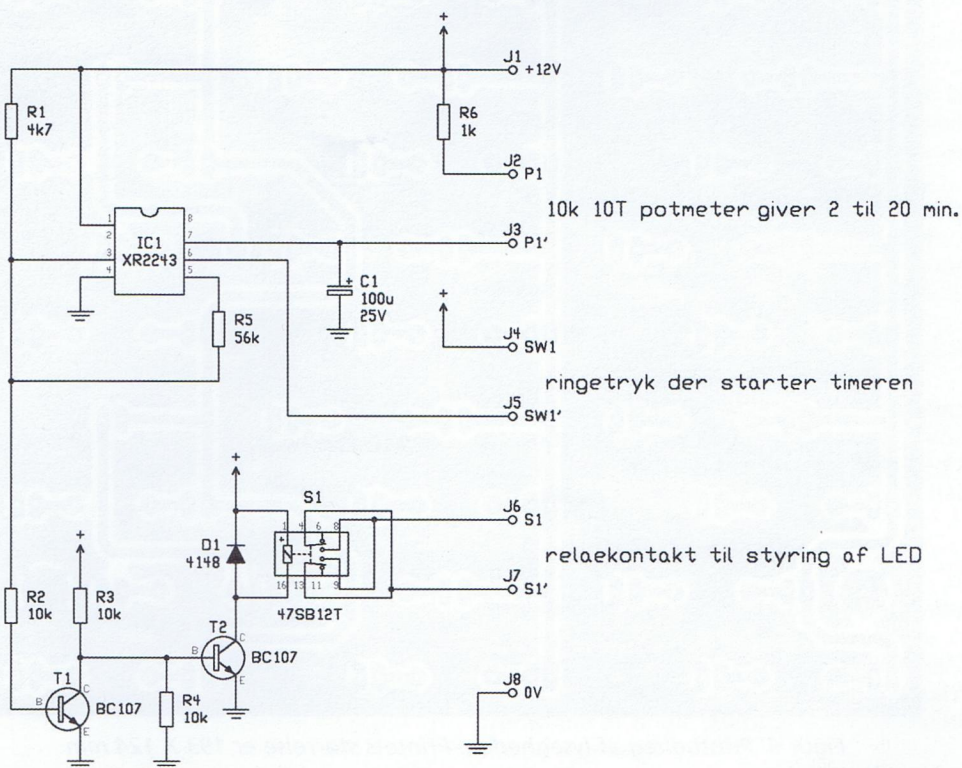 +
J1
+12V
R1
4k7
R6
1k
J2
P1
10k 10T potmeter giver 2 til 20 min.
1
2
3
4
8
7
6
5
IC1
XR2243
J3
P1'
+
C1
100u
25V
R5
56k
+
J4
SW1
ringetryk der starter timeren
J5
SW1'
+
S1
1 4 6 8
+
16 13 11 9
47SB12T
D1
4148
J6
S1
relaekontakt til styring af LED
J7
S1'
+
R2
10k
R3
10k
T2
B
C
E
BC107
T1
B
C
E
BC107
R4
10k
J8
0V